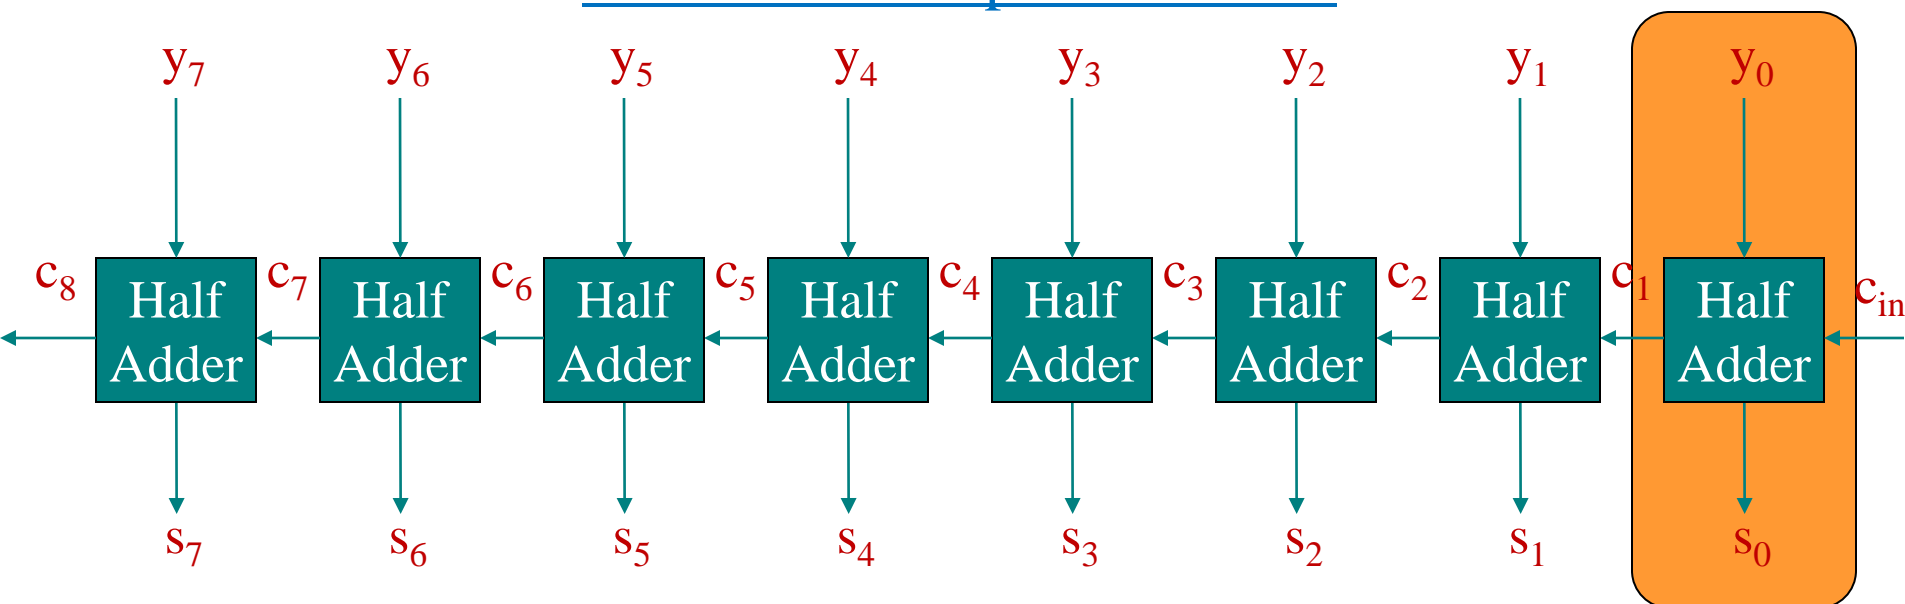 y₇ y₆ y₅ y₄ y₃ y₂ y₁ y₀
c₈ Half Adder c₇ Half Adder c₆ Half Adder c₅ Half Adder c₄ Half Adder c₃ Half Adder c₂ Half Adder c₁ Half Adder cᵢₙ
s₇ s₆ s₅ s₄ s₃ s₂ s₁ s₀